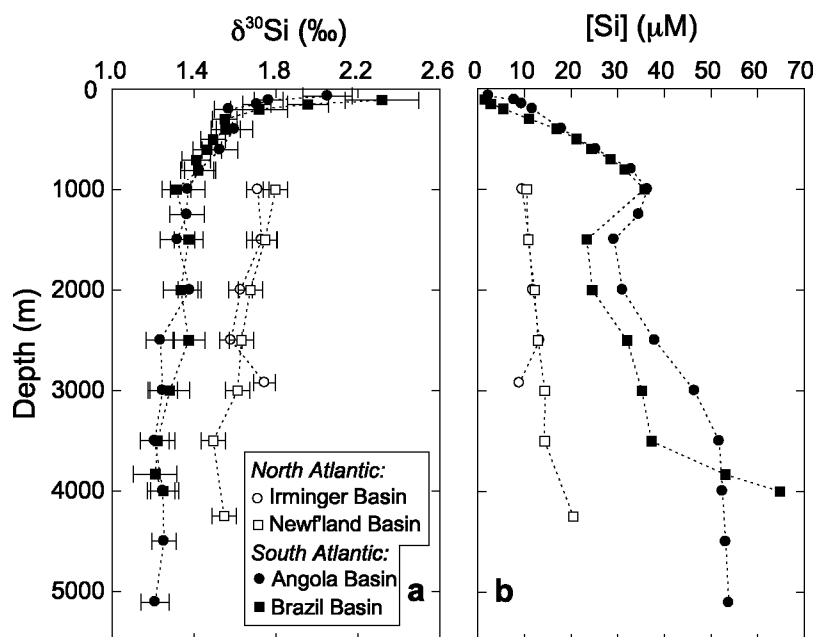 δ³⁰Si (‰)
[Si] (μM)
1.0 1.4 1.8 2.2 2.6
0 10 20 30 40 50 60 70
0
1000
2000
3000
4000
5000
Depth (m)
North Atlantic:
Irminger Basin
Newf'land Basin
South Atlantic:
Angola Basin
Brazil Basin
a
b